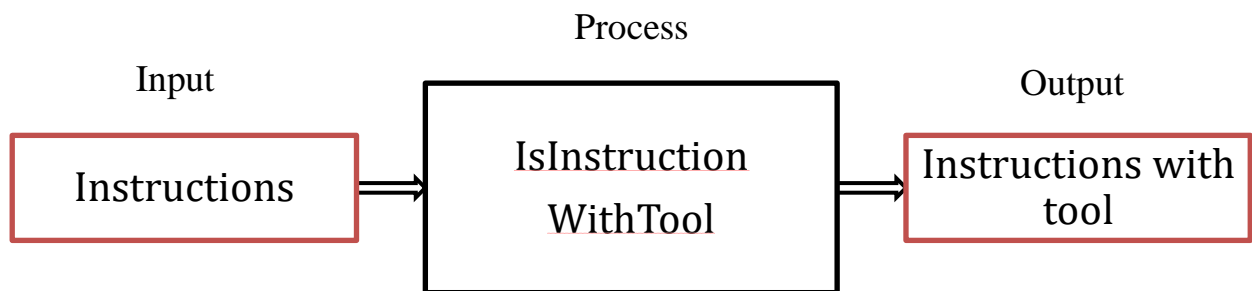 Process
Input
Output
Instructions
IsInstruction
WithTool
Instructions with
tool